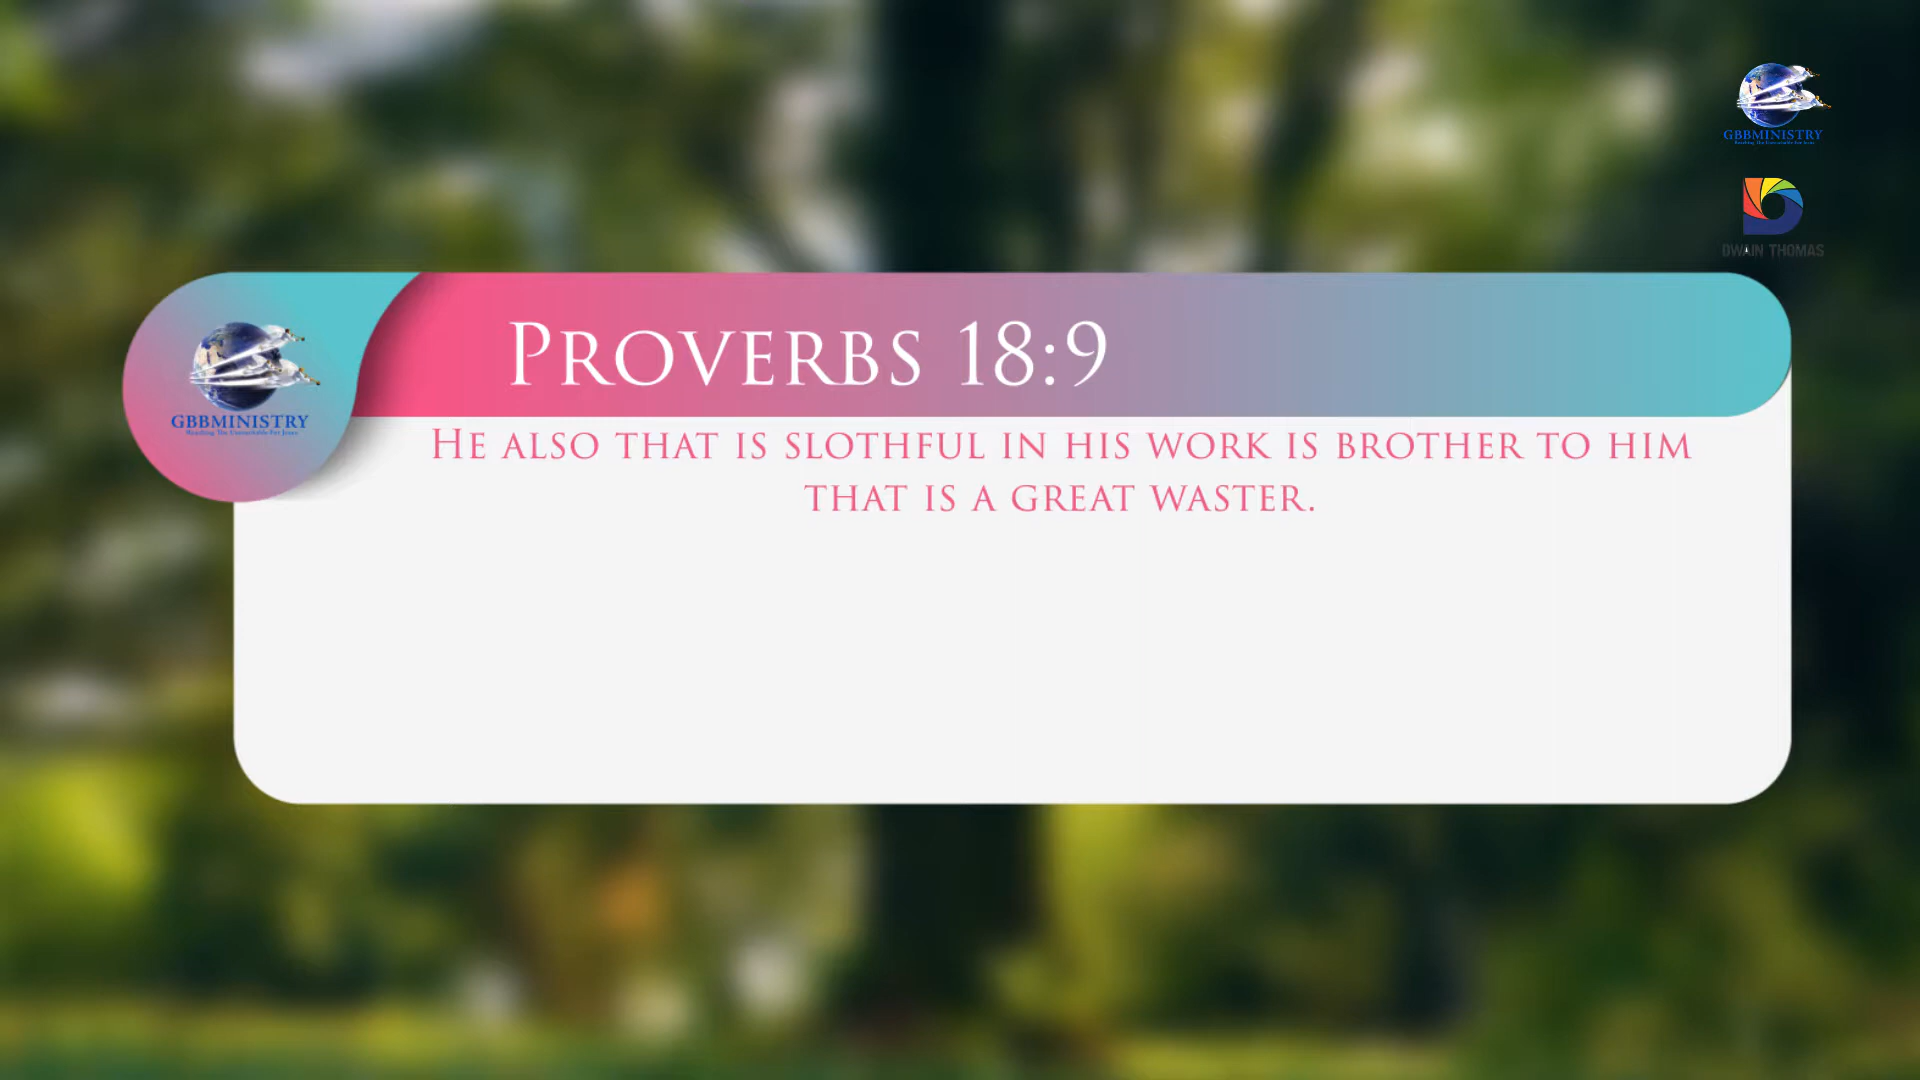 GBBMINISTRY
DWAIN THOMAS
Proverbs 18:9
GBBMINISTRY
He also that is slothful in his work is brother to him
that is a great waster.